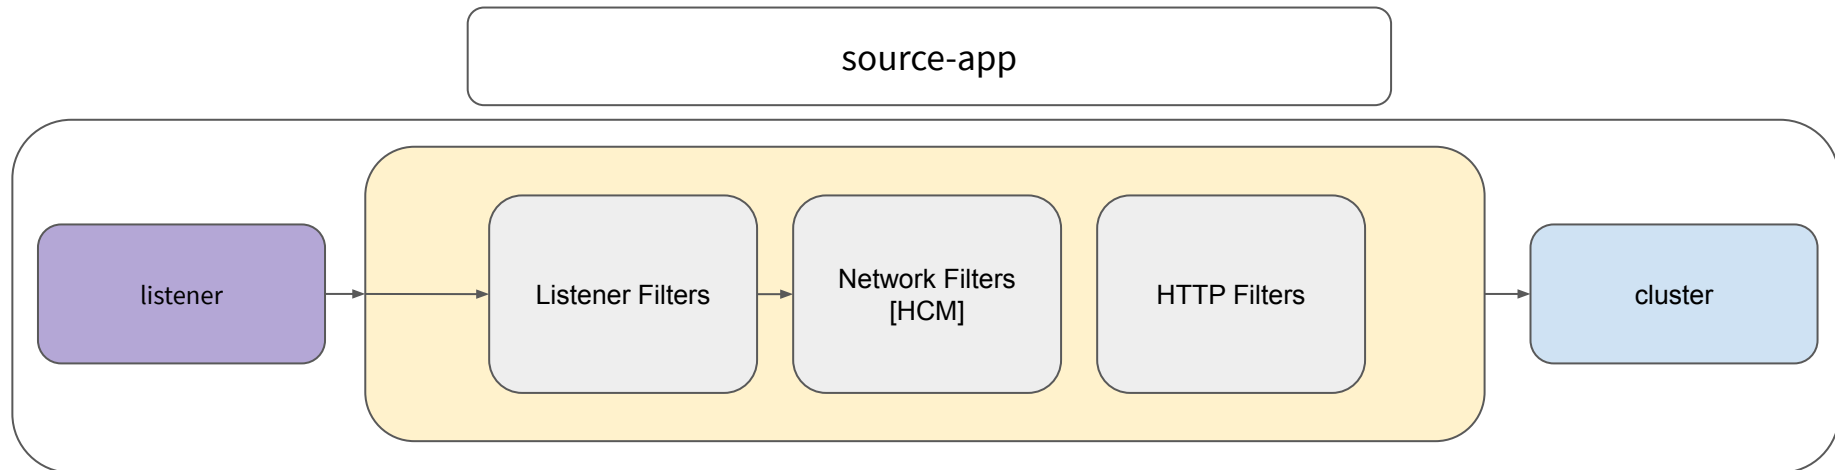 source-app
listener
Listener Filters
Network Filters
[HCM]
HTTP Filters
cluster